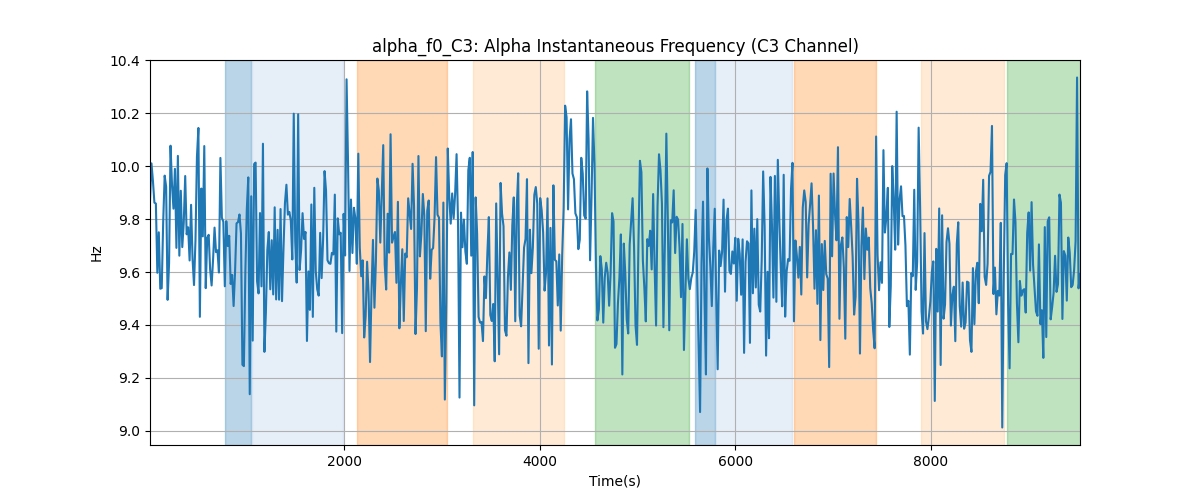 alpha_f0_C3: Alpha Instantaneous Frequency (C3 Channel)
10.4
10.2
10.0
9.8
9.6
9.4
9.2
9.0
Hz
2000 4000 6000 8000
Time(s)